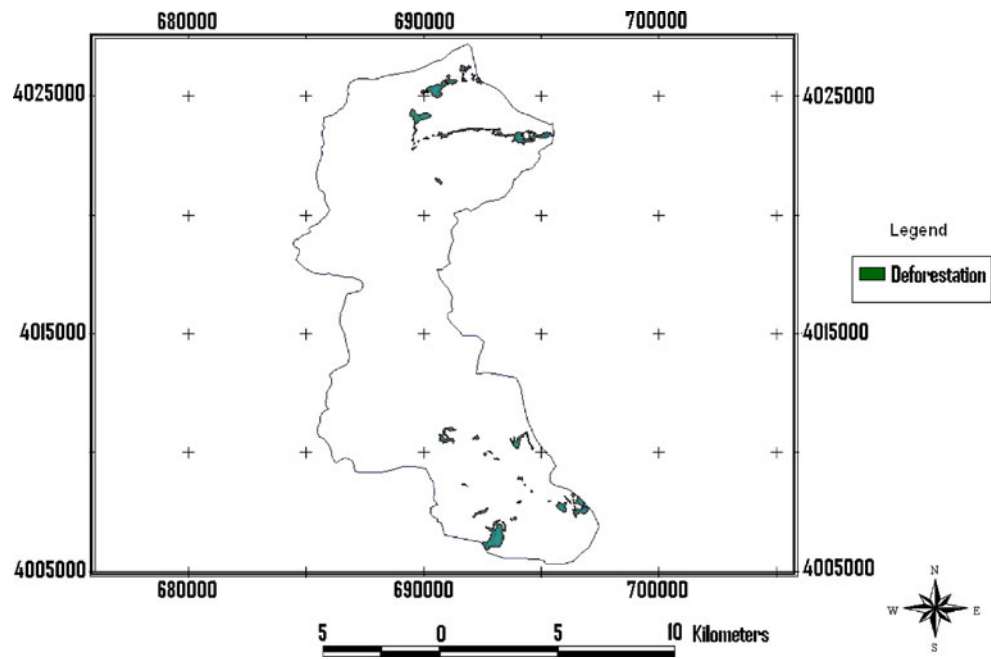 680000 690000 700000
4025000 4025000
Legend
Deforestation
4015000 4015000
4005000 4005000
680000 690000 700000
N
W E
S
5 0 5 10 Kilometers